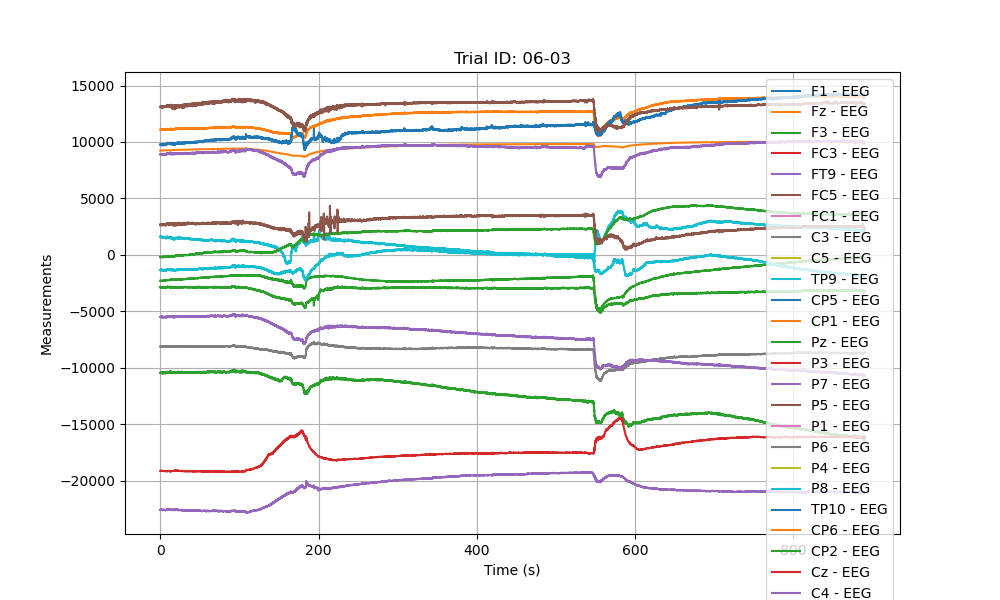 Trial ID: 06-03
Measurements
15000
10000
5000
0
−5000
−10000
−15000
−20000
0
200
400
600
800
Time (s)
F1 - EEG
Fz - EEG
F3 - EEG
FC3 - EEG
FT9 - EEG
FC5 - EEG
FC1 - EEG
C3 - EEG
C5 - EEG
TP9 - EEG
CP5 - EEG
CP1 - EEG
Pz - EEG
P3 - EEG
P7 - EEG
P5 - EEG
P1 - EEG
P6 - EEG
P4 - EEG
P8 - EEG
TP10 - EEG
CP6 - EEG
CP2 - EEG
Cz - EEG
C4 - EEG